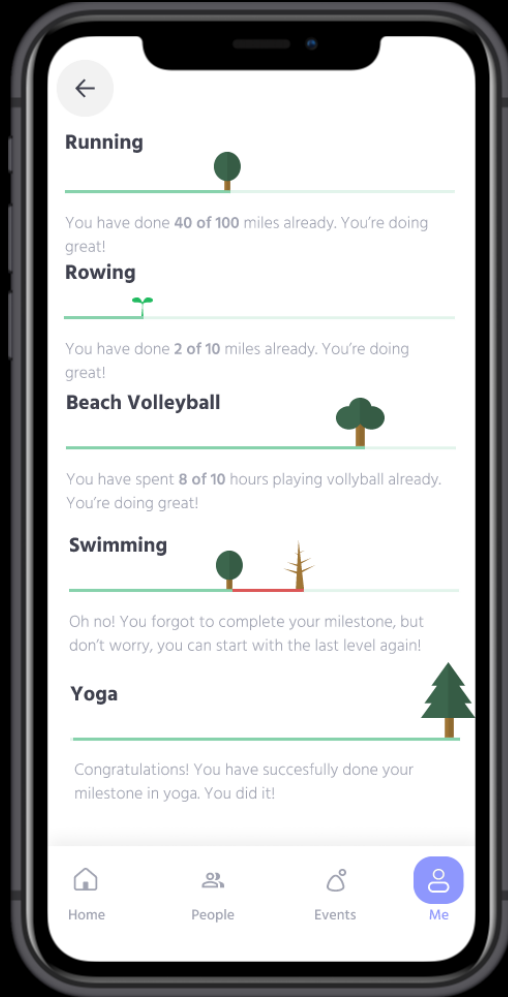 Running
You have done 40 of 100 miles already. You’re doing
great!
Rowing
You have done 2 of 10 miles already. You’re doing
great!
Beach Volleyball
You have spent 8 of 10 hours playing vollyball already.
You’re doing great!
Swimming
Oh no! You forgot to complete your milestone, but
don’t worry, you can start with the last level again!
Yoga
Congratulations! You have succesfully done your
milestone in yoga. You did it!
Home
People
Events
Me